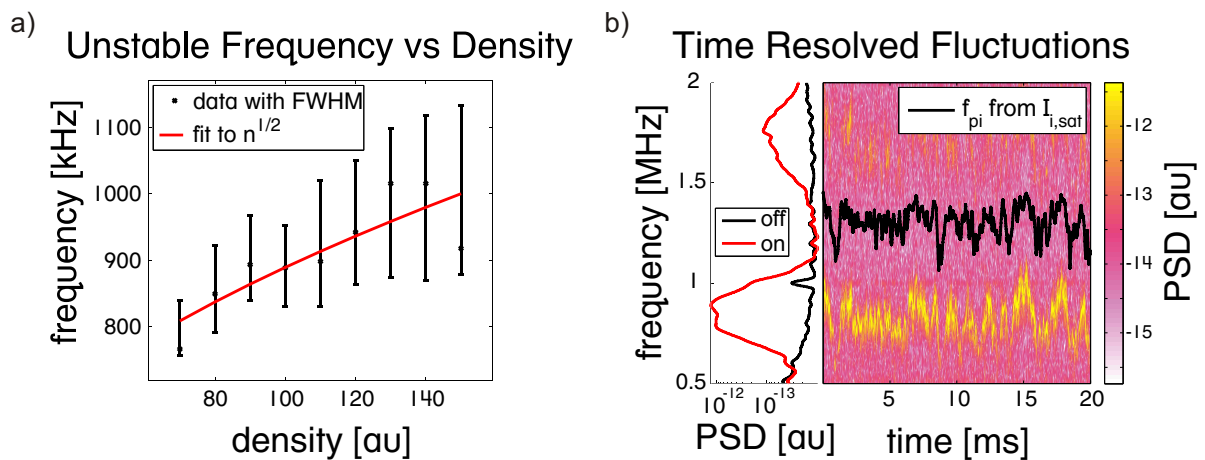 a)
Unstable Frequency vs Density
data with FWHM
fit to n^1/2
frequency [kHz]
1100
1000
900
800
80
100
120
140
density [au]
b)
Time Resolved Fluctuations
f_pi from I_i,sat
off
on
frequency [MHz]
2
1.5
1
0.5
10^-12
10^-13
PSD [au]
5
10
15
20
time [ms]
-12
-13
-14
-15
PSD [au]